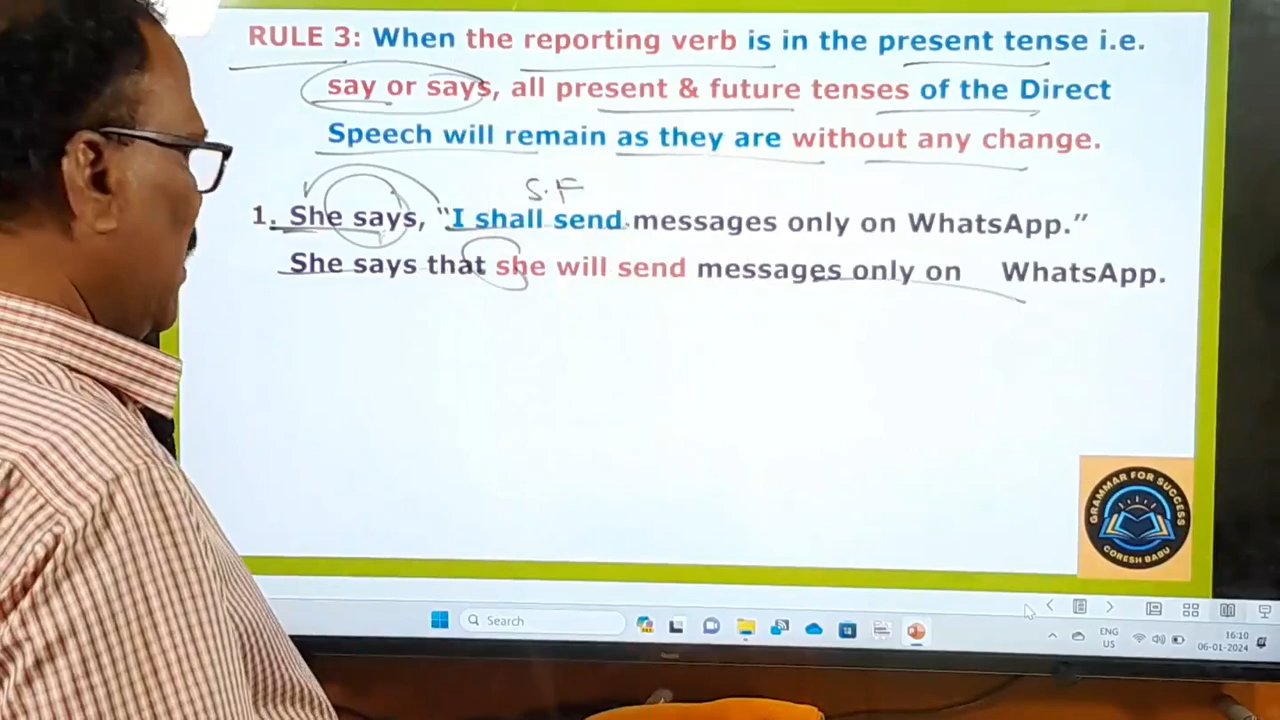 RULE 3: When the reporting verb is in the present tense i.e.
say or says, all present & future tenses of the Direct
Speech will remain as they are without any change.
S.F
1. She says, "I shall send messages only on WhatsApp."
She says that she will send messages only on WhatsApp.
GRAMMAR FOR SUCCESS
CORESH BABU
Search
ENG
US
16:10
06-01-2024